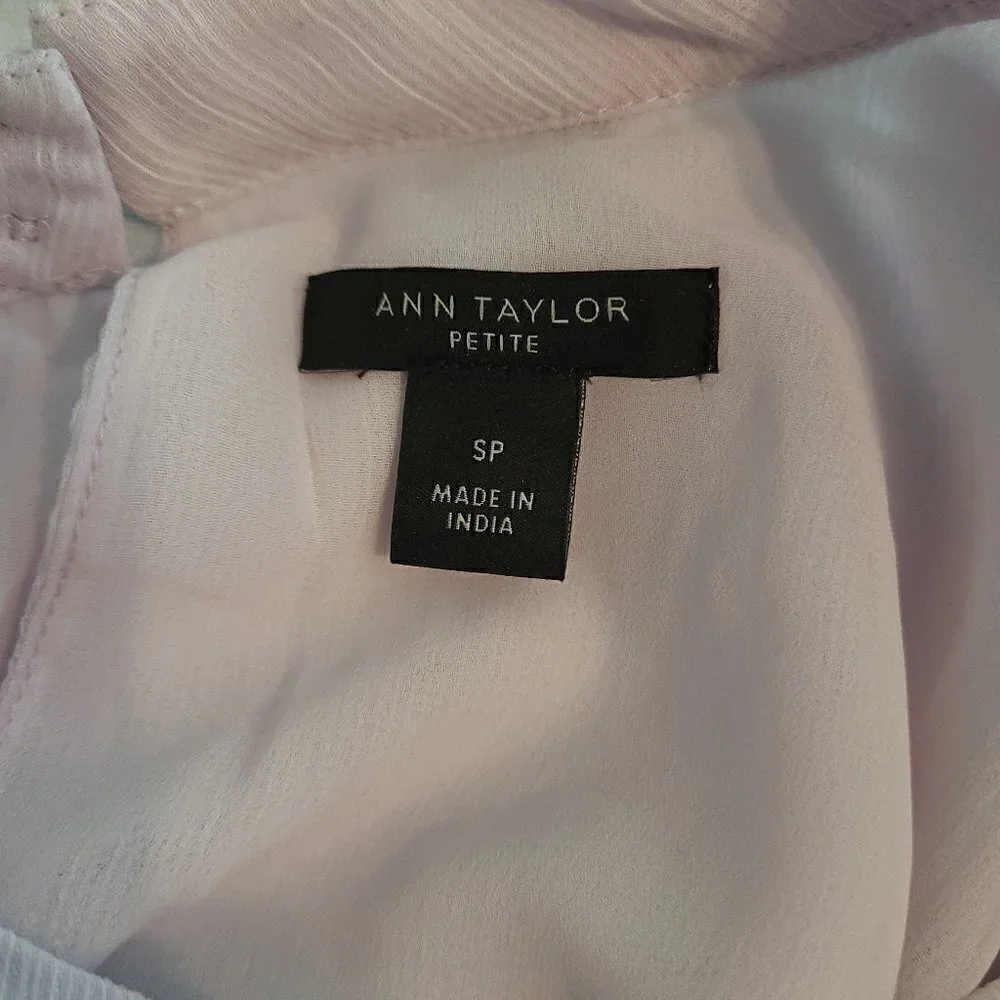 ANN TAYLOR
PETITE
SP
MADE IN
INDIA